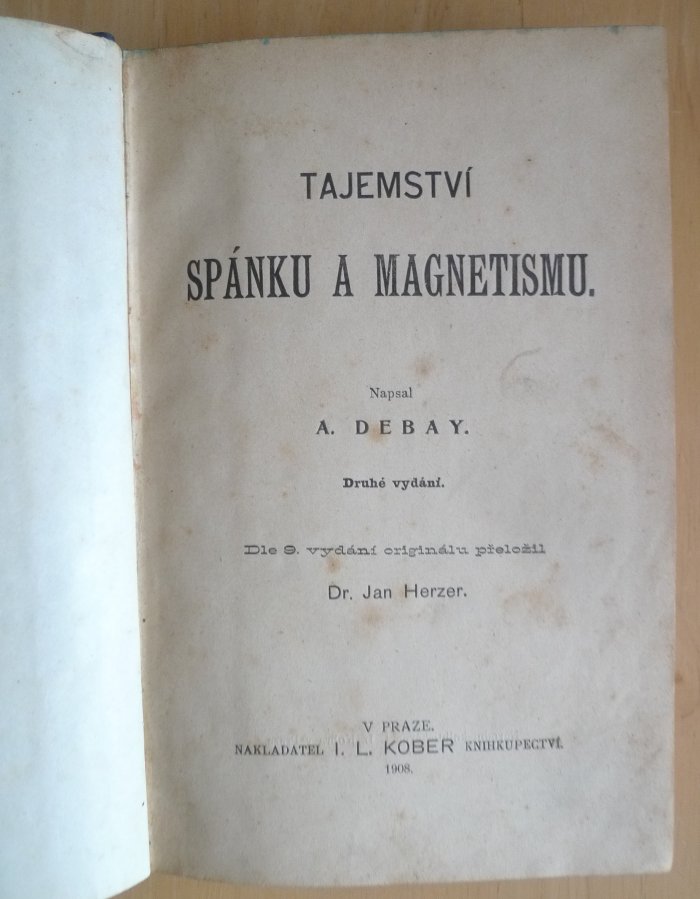 TAJEMSTVÍ
SPÁNKU A MAGNETISMU.
Napsal
A. DEBAY.
Druhé vydání.
Dle 9. vydání originálu přeložil
Dr. Jan Herzer.
V PRAZE.
NAKLADATEL I. L. KOBER KNIHKUPECTVÍ.
1908.